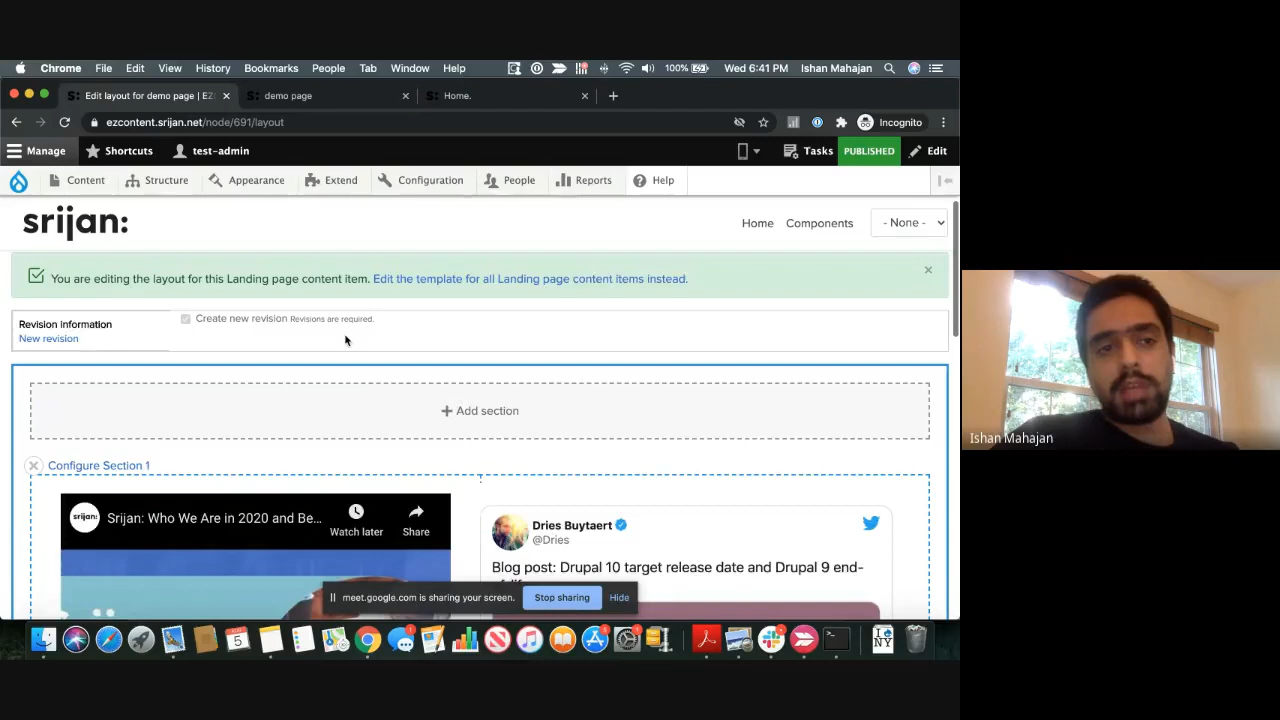 Chrome File Edit View History Bookmarks People Tab Window Help 100% Wed 6:41 PM Ishan Mahajan
Edit layout for demo page | EZ
demo page
Home.
ezcontent.srijan.net/node/691/layout
Incognito
Manage Shortcuts test-admin Tasks PUBLISHED Edit
Content Structure Appearance Extend Configuration People Reports Help
srijan:
Home Components - None -
You are editing the layout for this Landing page content item. Edit the template for all Landing page content items instead.
Revision information
New revision
Create new revision Revisions are required.
+ Add section
Configure Section 1
srijan:
Srijan: Who We Are in 2020 and Be...
Watch later
Share
Dries Buytaert
@Dries
Blog post: Drupal 10 target release date and Drupal 9 end-
meet.google.com is sharing your screen. Stop sharing Hide
Ishan Mahajan